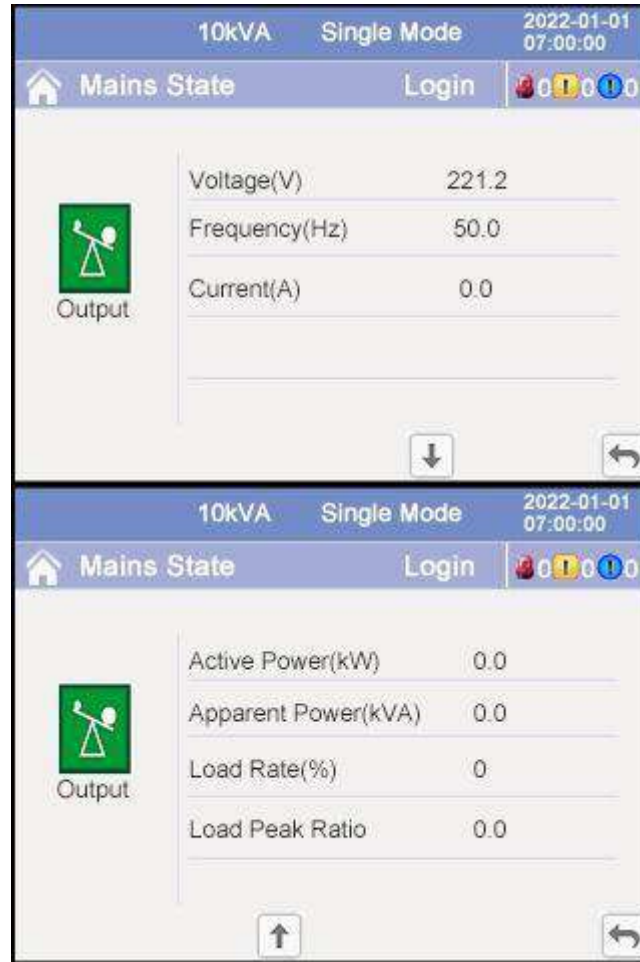 10kVA Single Mode 2022-01-01
07:00:00
Mains State Login 0 0 0
Voltage(V) 221.2
Frequency(Hz) 50.0
Current(A) 0.0
Output
10kVA Single Mode 2022-01-01
07:00:00
Mains State Login 0 0 0
Active Power(kW) 0.0
Apparent Power(kVA) 0.0
Load Rate(%) 0
Load Peak Ratio 0.0
Output